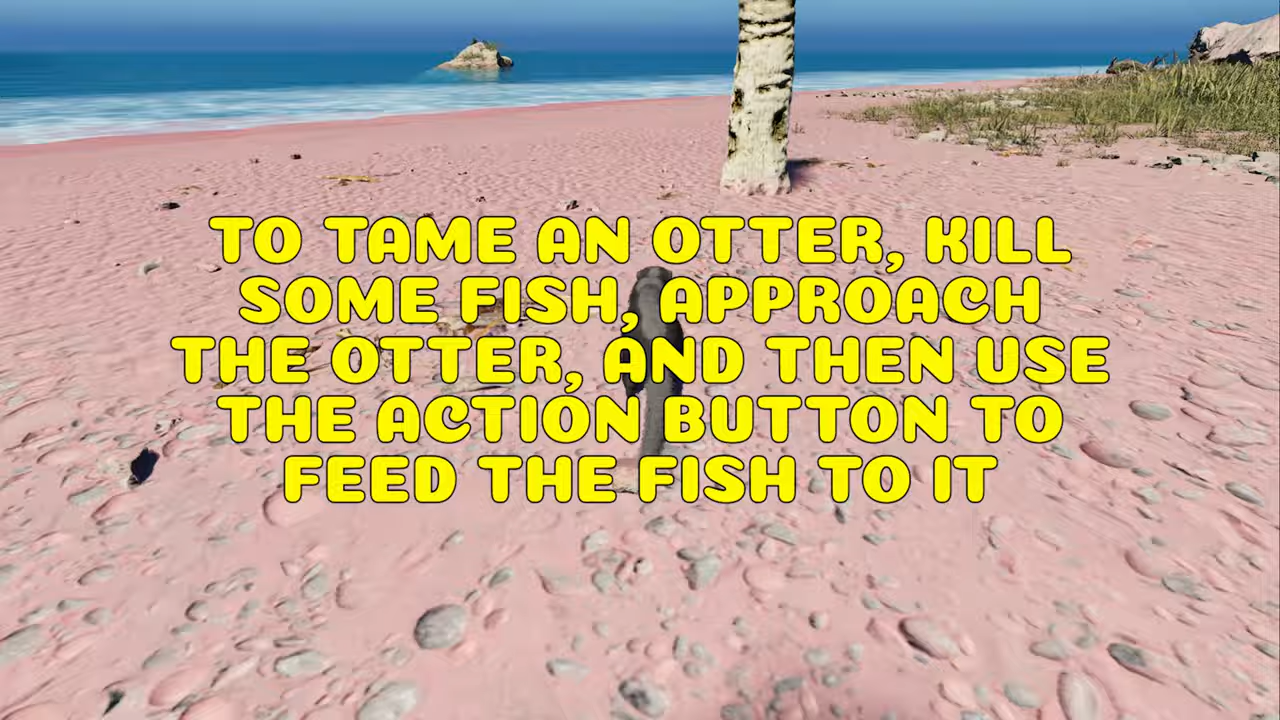 TO TAME AN OTTER, KILL
SOME FISH, APPROACH
THE OTTER, AND THEN USE
THE ACTION BUTTON TO
FEED THE FISH TO IT